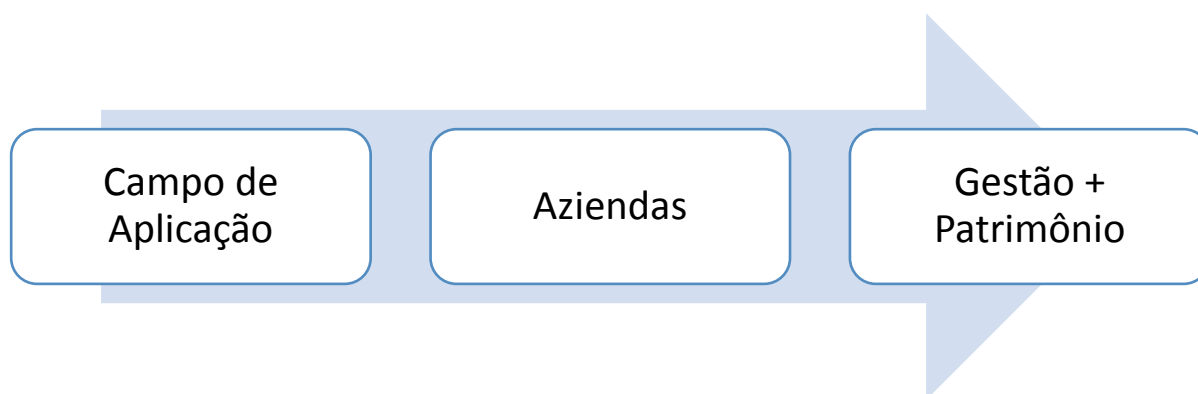 Campo de
Aplicação
Aziendas
Gestão +
Patrimônio